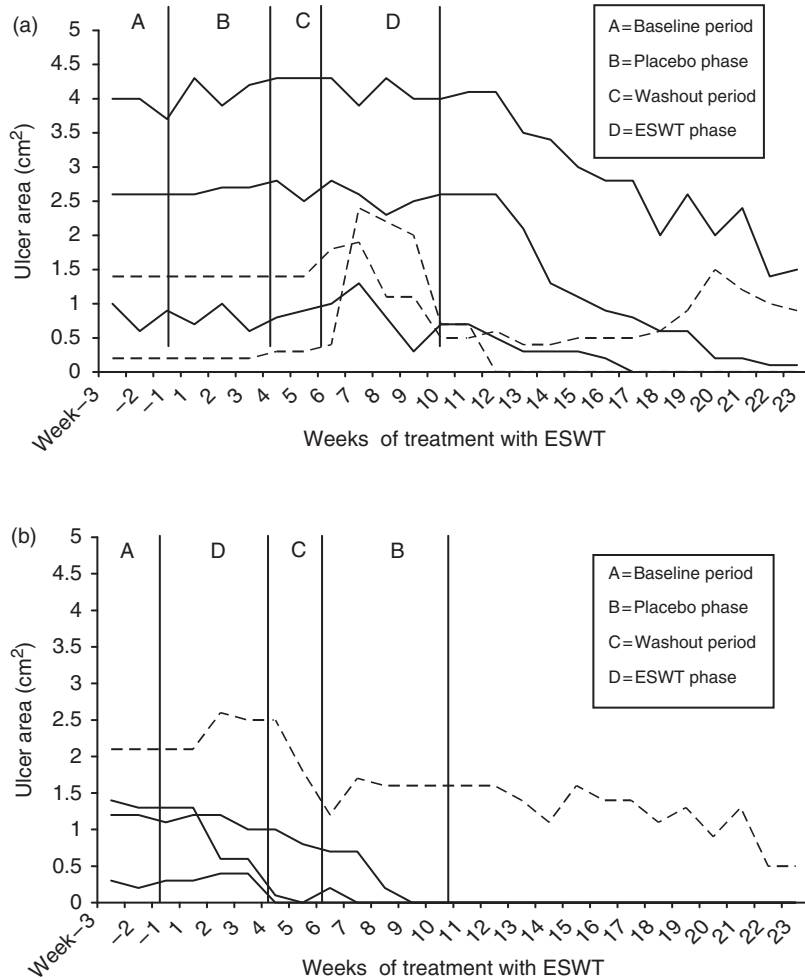 (a)
A B C D
A=Baseline period
B=Placebo phase
C=Washout period
D=ESWT phase
Ulcer area (cm²)
5
4.5
4
3.5
3
2.5
2
1.5
1
0.5
0
Week–3 –2 –1 1 2 3 4 5 6 7 8 9 10 12 12 13 14 15 16 17 18 19 20 21 22 23
Weeks of treatment with ESWT
(b)
A D C B
A=Baseline period
B=Placebo phase
C=Washout period
D=ESWT phase
Ulcer area (cm²)
5
4.5
4
3.5
3
2.5
2
1.5
1
0.5
0
Week–3 –2 –1 1 2 3 4 5 6 7 8 9 10 11 12 13 14 15 16 17 18 19 20 21 22 23
Weeks of treatment with ESWT